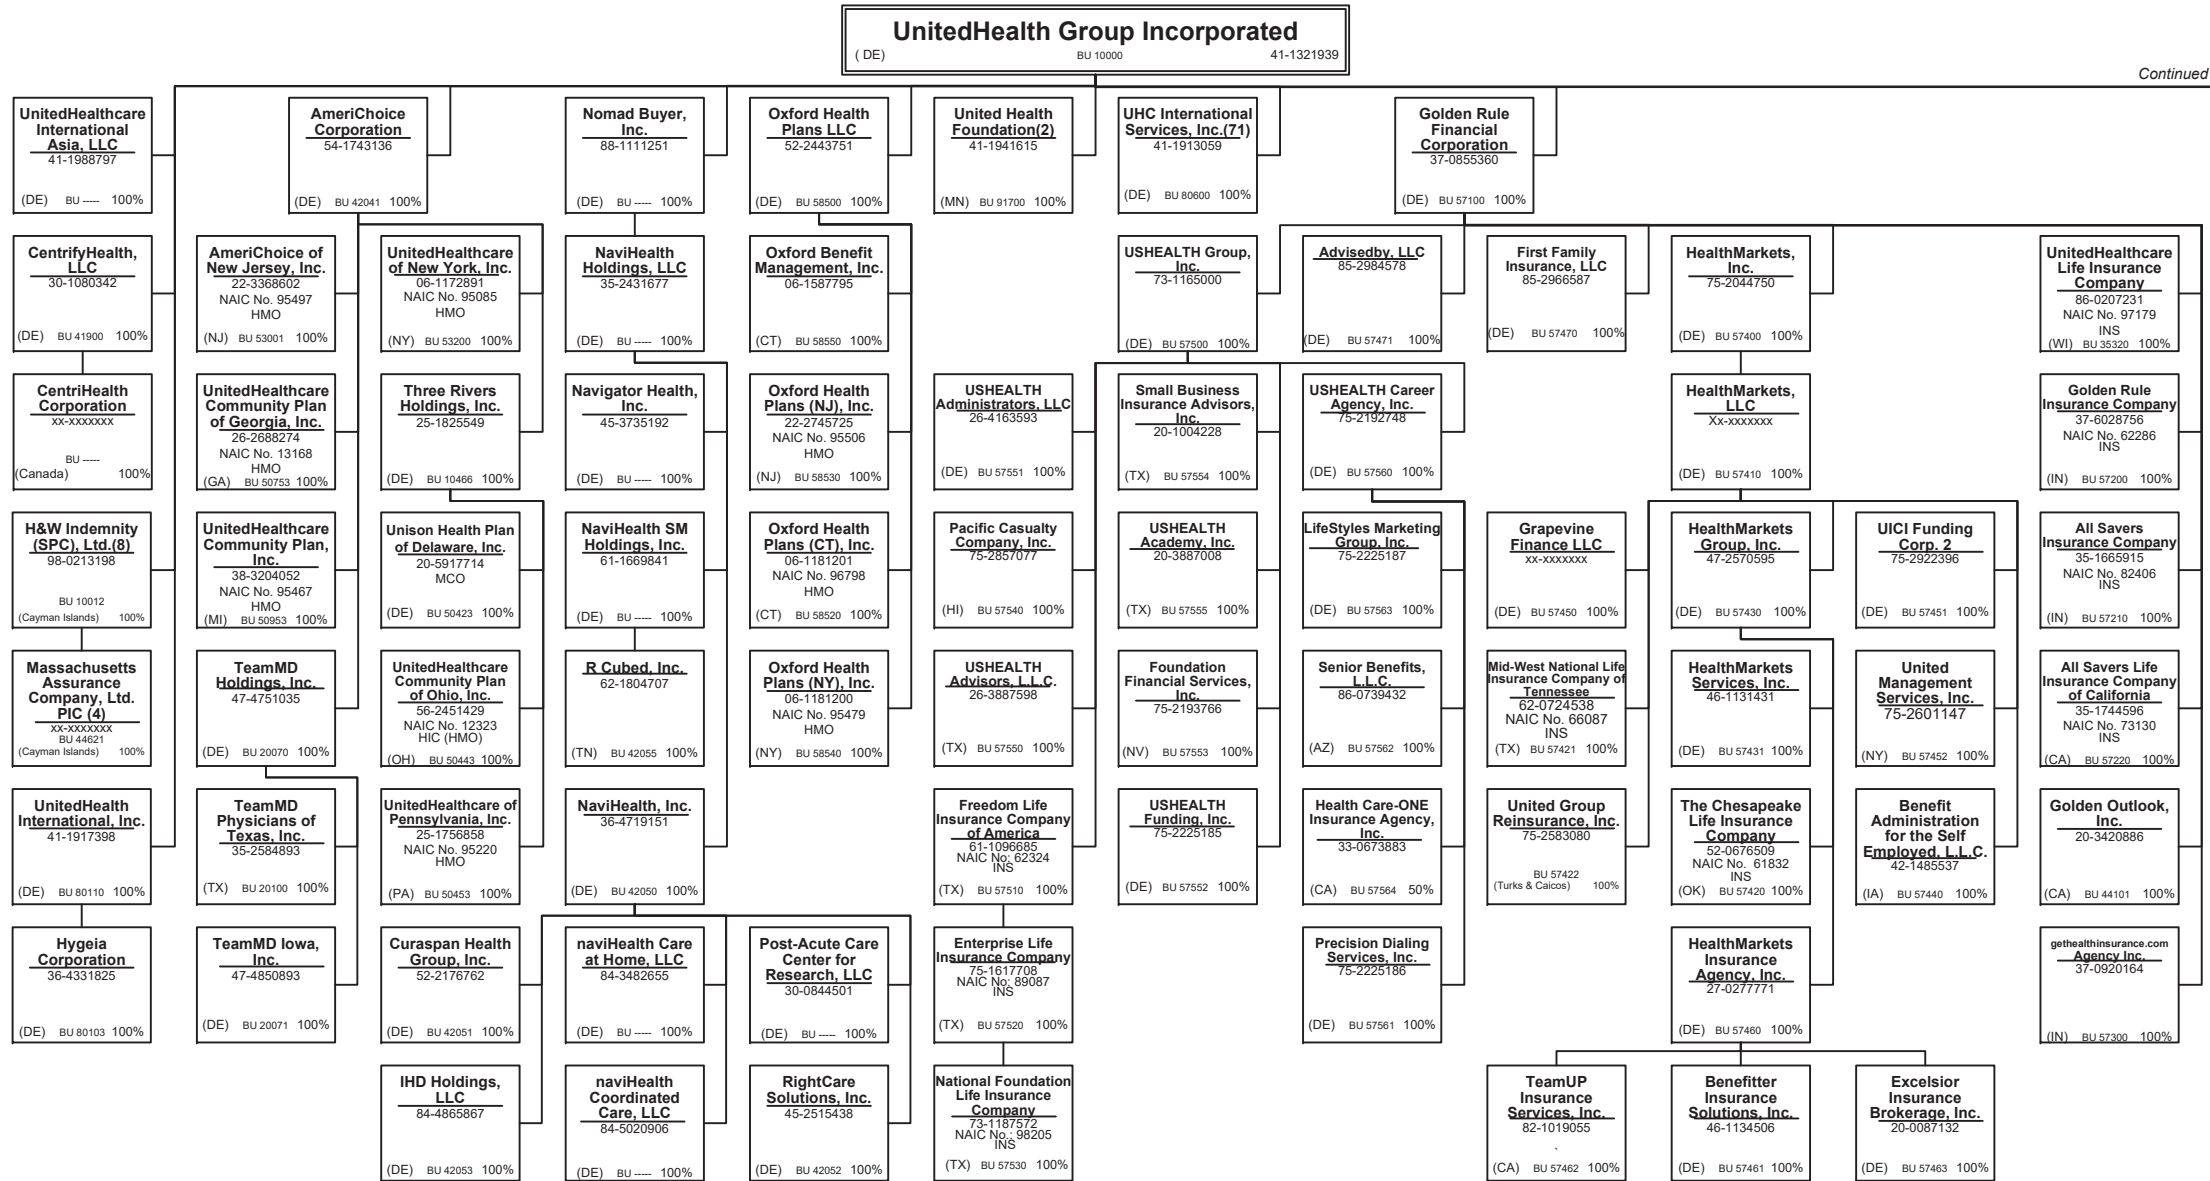 UnitedHealth Group Incorporated
( DE) BU 10000 41-1321939
Continued
UnitedHealthcare
International
Asia, LLC
41-1988797
(DE) BU ----- 100%
AmeriChoice
Corporation
54-1743136
(DE) BU 42041 100%
Nomad Buyer,
Inc.
88-1111251
(DE) BU ----- 100%
Oxford Health
Plans LLC
52-2443751
(DE) BU 58500 100%
United Health
Foundation(2)
41-1941615
(MN) BU 91700 100%
UHC International
Services, Inc.(71)
41-1913059
(DE) BU 80600 100%
Golden Rule
Financial
Corporation
37-0855360
(DE) BU 57100 100%
CentrifyHealth,
LLC
30-1080342
(DE) BU 41900 100%
AmeriChoice of
New Jersey, Inc.
22-3368602
NAIC No. 95497
HMO
(NJ) BU 53001 100%
UnitedHealthcare
of New York, Inc.
06-1172891
NAIC No. 95085
HMO
(NY) BU 53200 100%
NaviHealth
Holdings, LLC
35-2431677
(DE) BU ----- 100%
Oxford Benefit
Management, Inc.
06-1587795
(CT) BU 58550 100%
USHEALTH Group,
Inc.
73-1165000
(DE) BU 57500 100%
Advisedby, LLC
85-2984578
(DE) BU 57471 100%
First Family
Insurance, LLC
85-2966587
(DE) BU 57470 100%
HealthMarkets,
Inc.
75-2044750
(DE) BU 57400 100%
UnitedHealthcare
Life Insurance
Company
86-0207231
NAIC No. 97179
INS
(WI) BU 35320 100%
CentriHealth
Corporation
xx-xxxxxxx
BU -----
(Canada) 100%
UnitedHealthcare
Community Plan
of Georgia, Inc.
26-2688274
NAIC No. 13168
HMO
(GA) BU 50753 100%
Three Rivers
Holdings, Inc.
25-1825549
(DE) BU 10466 100%
Navigator Health,
Inc.
45-3735192
(DE) BU ----- 100%
Oxford Health
Plans (NJ), Inc.
22-2745725
NAIC No. 95506
HMO
(NJ) BU 58530 100%
USHEALTH
Administrators, LLC
26-4163593
(DE) BU 57551 100%
Small Business
Insurance Advisors,
Inc.
20-1004228
(TX) BU 57554 100%
USHEALTH Career
Agency, Inc.
75-2192748
(DE) BU 57560 100%
HealthMarkets,
LLC
Xx-xxxxxxx
(DE) BU 57410 100%
Golden Rule
Insurance Company
37-6028756
NAIC No. 62286
INS
(IN) BU 57200 100%
H&W Indemnity
(SPC), Ltd.(8)
98-0213198
BU 10012
(Cayman Islands) 100%
UnitedHealthcare
Community Plan,
Inc.
38-3204052
NAIC No. 95467
HMO
(MI) BU 50953 100%
Unison Health Plan
of Delaware, Inc.
20-5917714
MCO
(DE) BU 50423 100%
NaviHealth SM
Holdings, Inc.
61-1669841
(DE) BU ----- 100%
Oxford Health
Plans (CT), Inc.
06-1181201
NAIC No. 96798
HMO
(CT) BU 58520 100%
Pacific Casualty
Company, Inc.
75-2857077
(HI) BU 57540 100%
USHEALTH
Academy, Inc.
20-3887008
(TX) BU 57555 100%
LifeStyles Marketing
Group, Inc.
75-2225187
(DE) BU 57563 100%
Grapevine
Finance LLC
xx-xxxxxxx
(DE) BU 57450 100%
HealthMarkets
Group, Inc.
47-2570595
(DE) BU 57430 100%
UICI Funding
Corp. 2
75-2922396
(DE) BU 57451 100%
All Savers
Insurance Company
35-1665915
NAIC No. 82406
INS
(IN) BU 57210 100%
Massachusetts
Assurance
Company, Ltd.
PIC (4)
xx-xxxxxxx
BU 44621
(Cayman Islands) 100%
TeamMD
Holdings, Inc.
47-4751035
(DE) BU 20070 100%
UnitedHealthcare
Community Plan
of Ohio, Inc.
56-2451429
NAIC No. 12323
HIC (HMO)
(OH) BU 50443 100%
R Cubed, Inc.
62-1804707
(TN) BU 42055 100%
Oxford Health
Plans (NY), Inc.
06-1181200
NAIC No. 95479
HMO
(NY) BU 58540 100%
USHEALTH
Advisors, L.L.C.
26-3887598
(TX) BU 57550 100%
Foundation
Financial Services,
Inc.
75-2193766
(NV) BU 57553 100%
Senior Benefits,
L.L.C.
86-0739432
(AZ) BU 57562 100%
Mid-West National Life
Insurance Company of
Tennessee
62-0724538
NAIC No. 66087
INS
(TX) BU 57421 100%
HealthMarkets
Services, Inc.
46-1131431
(DE) BU 57431 100%
United
Management
Services, Inc.
75-2601147
(NY) BU 57452 100%
All Savers Life
Insurance Company
of California
35-1744596
NAIC No. 73130
INS
(CA) BU 57220 100%
UnitedHealth
International, Inc.
41-1917398
(DE) BU 80110 100%
TeamMD
Physicians of
Texas, Inc.
35-2584893
(TX) BU 20100 100%
UnitedHealthcare of
Pennsylvania, Inc.
25-1756858
NAIC No. 95220
HMO
(PA) BU 50453 100%
NaviHealth, Inc.
36-4719151
(DE) BU 42050 100%
Freedom Life
Insurance Company
of America
61-1096685
NAIC No: 62324
INS
(TX) BU 57510 100%
USHEALTH
Funding, Inc.
75-2225185
(DE) BU 57552 100%
Health Care-ONE
Insurance Agency,
Inc.
33-0673883
(CA) BU 57564 50%
United Group
Reinsurance, Inc.
75-2583080
BU 57422
(Turks & Caicos) 100%
The Chesapeake
Life Insurance
Company
52-0676509
NAIC No. 61832
INS
(OK) BU 57420 100%
Benefit
Administration
for the Self
Employed, L.L.C.
42-1485537
(IA) BU 57440 100%
Golden Outlook,
Inc.
20-3420886
(CA) BU 44101 100%
Hygeia
Corporation
36-4331825
(DE) BU 80103 100%
TeamMD Iowa,
Inc.
47-4850893
(DE) BU 20071 100%
Curaspan Health
Group, Inc.
52-2176762
(DE) BU 42051 100%
naviHealth Care
at Home, LLC
84-3482655
(DE) BU ----- 100%
Post-Acute Care
Center for
Research, LLC
30-0844501
(DE) BU ----- 100%
Enterprise Life
Insurance Company
75-1617708
NAIC No: 89087
INS
(TX) BU 57520 100%
Precision Dialing
Services, Inc.
75-2225186
(DE) BU 57561 100%
HealthMarkets
Insurance
Agency, Inc.
27-0277771
(DE) BU 57460 100%
gethealthinsurance.com
Agency Inc.
37-0920164
(IN) BU 57300 100%
IHD Holdings,
LLC
84-4865867
(DE) BU 42053 100%
naviHealth
Coordinated
Care, LLC
84-5020906
(DE) BU ----- 100%
RightCare
Solutions, Inc.
45-2515438
(DE) BU 42052 100%
National Foundation
Life Insurance
Company
73-1187572
NAIC No.: 98205
INS
(TX) BU 57530 100%
TeamUP
Insurance
Services, Inc.
82-1019055
`
(CA) BU 57462 100%
Benefitter
Insurance
Solutions, Inc.
46-1134506
(DE) BU 57461 100%
Excelsior
Insurance
Brokerage, Inc.
20-0087132
(DE) BU 57463 100%